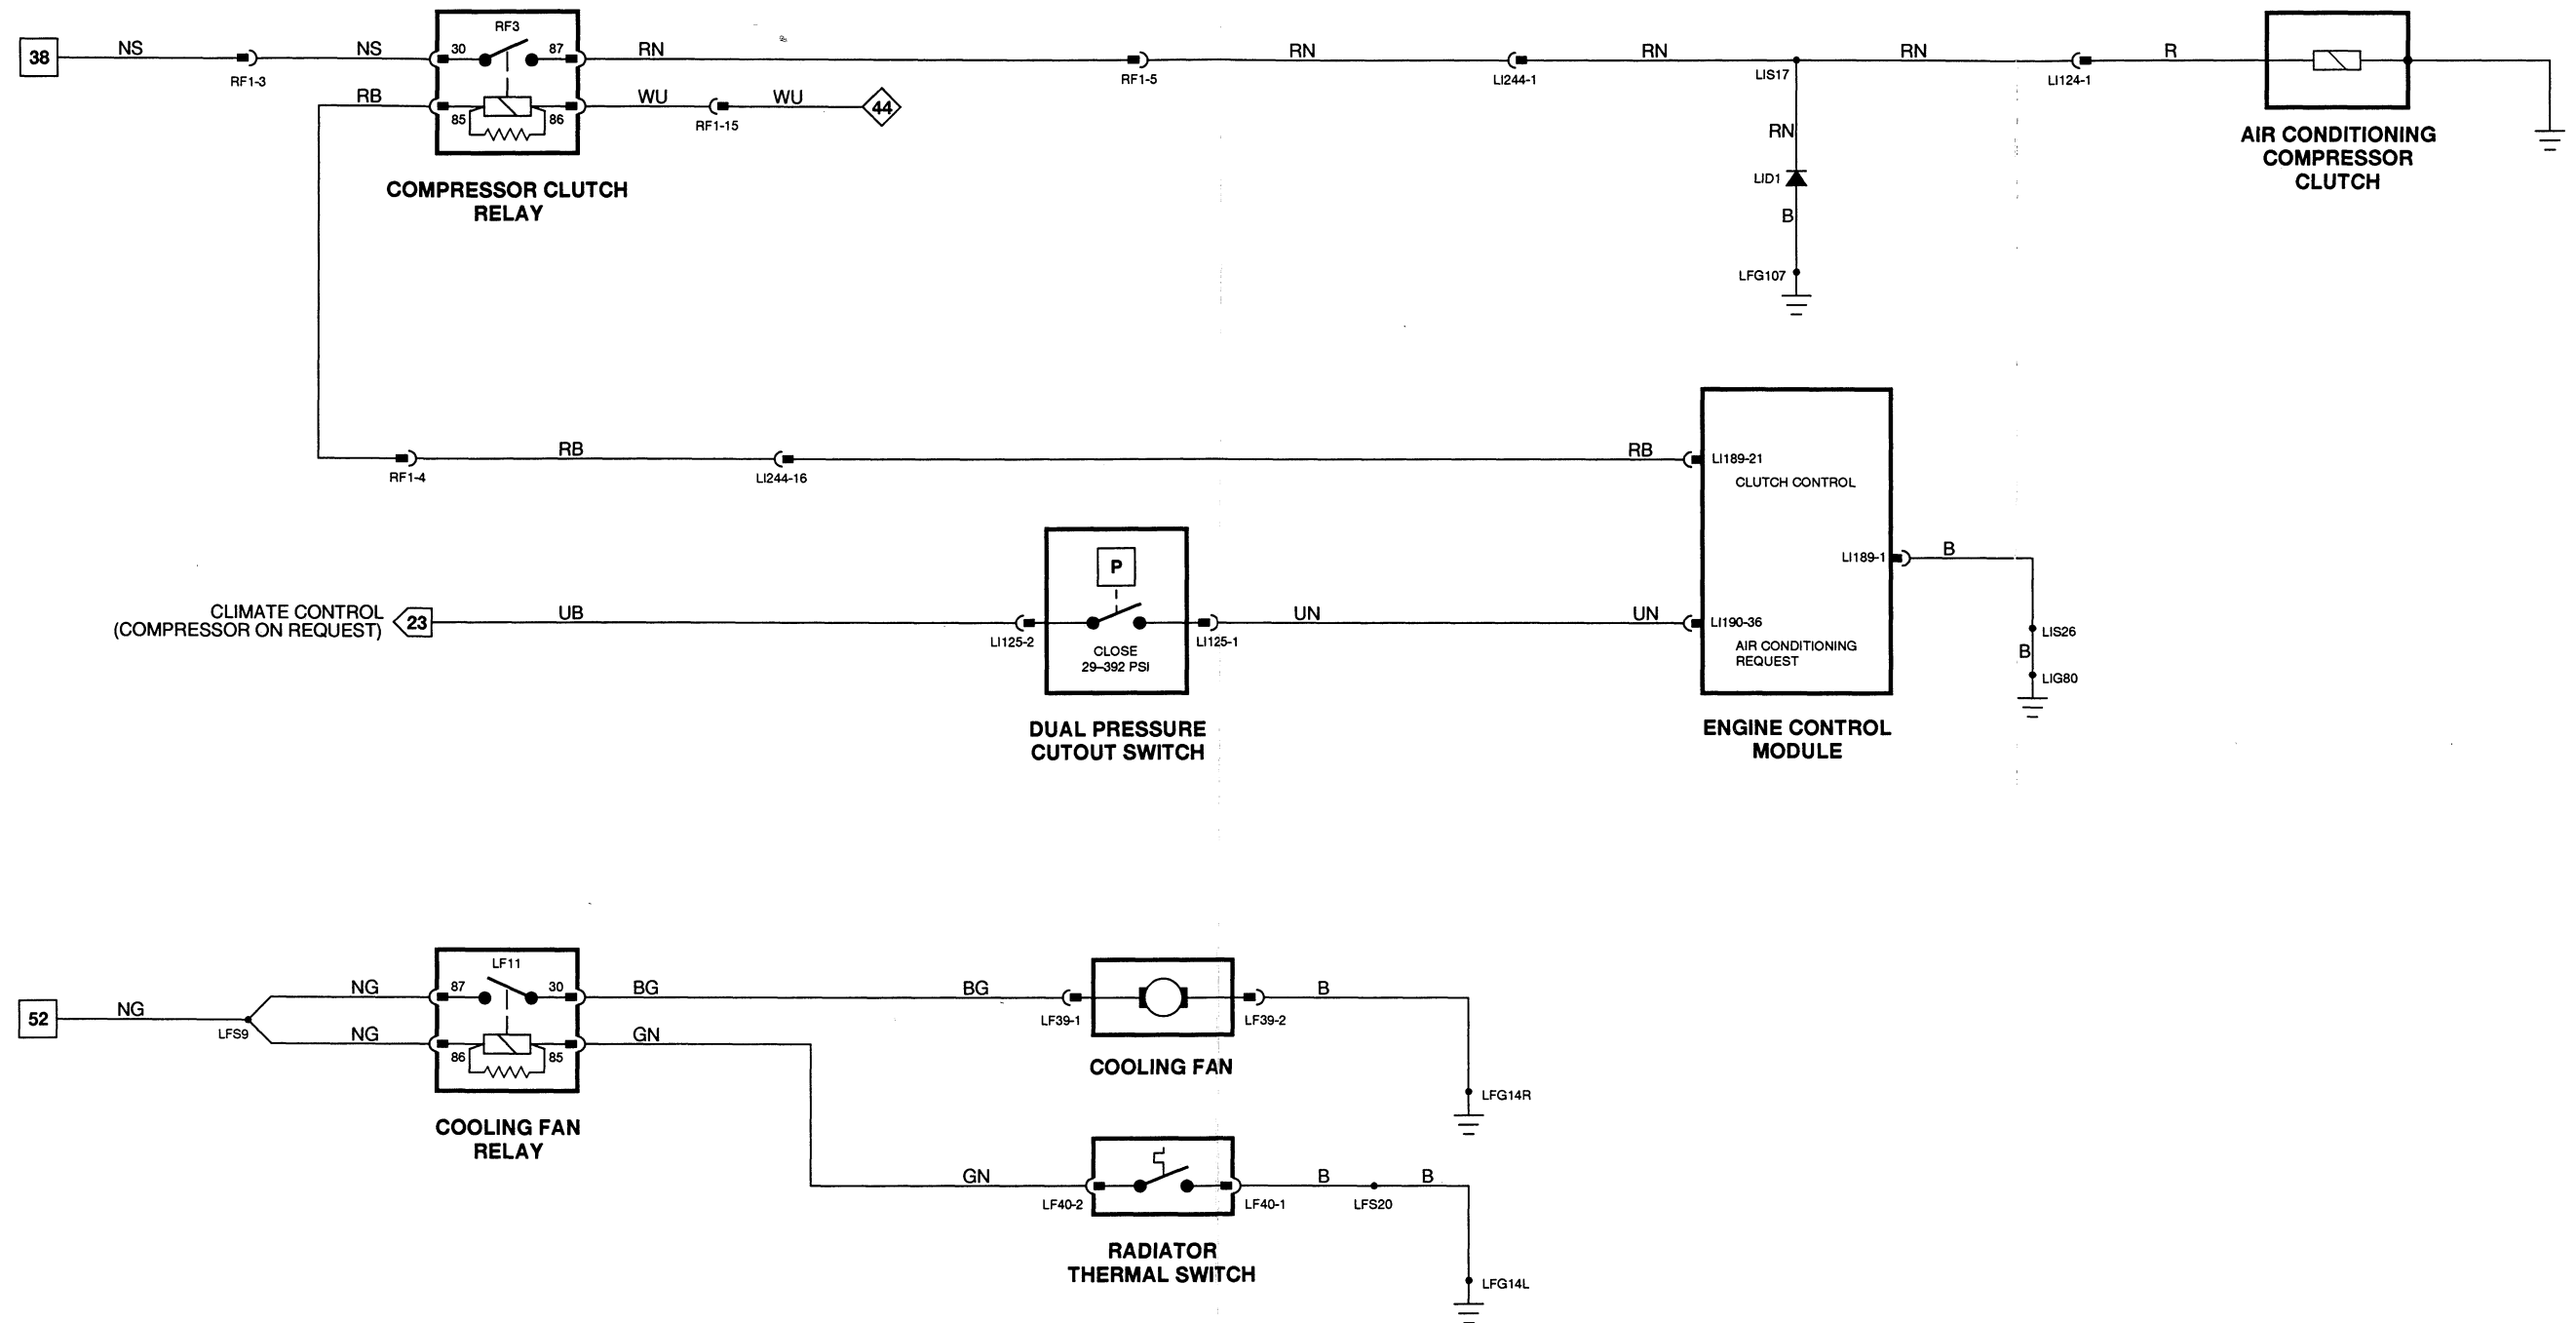 38
NS
RF1-3
NS
RF3
30
87
RN
RF1-5
RN
LI244-1
RN
LIS17
RN
LI124-1
R
AIR CONDITIONING
COMPRESSOR
CLUTCH
RB
85
86
WU
RF1-15
WU
44
COMPRESSOR CLUTCH
RELAY
RN
LID1
B
LFG107
RF1-4
RB
LI244-16
RB
LI189-21
CLUTCH CONTROL
LI189-1
B
LIS26
B
LIG80
CLIMATE CONTROL
(COMPRESSOR ON REQUEST)
23
UB
LI125-2
P
CLOSE
29–392 PSI
LI125-1
UN
UN
LI190-36
AIR CONDITIONING
REQUEST
DUAL PRESSURE
CUTOUT SWITCH
ENGINE CONTROL
MODULE
52
NG
LFS9
NG
NG
LF11
87
30
86
85
BG
BG
LF39-1
LF39-2
B
COOLING FAN
LFG14R
GN
COOLING FAN
RELAY
GN
LF40-2
LF40-1
B
LFS20
B
RADIATOR
THERMAL SWITCH
LFG14L